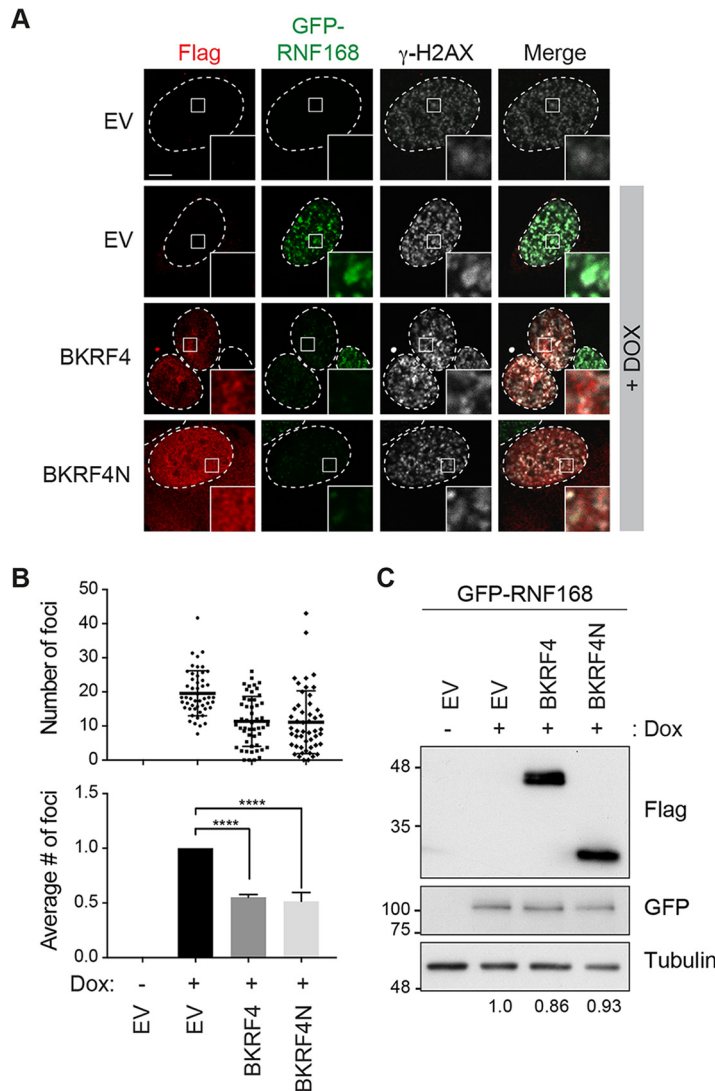 A
Flag
GFP-
RNF168
γ-H2AX
Merge
EV
EV
BKRF4
BKRF4N
+ DOX
B
Number of foci
50
40
30
20
10
0
Average # of foci
1.5
1.0
0.5
0.0
****
****
Dox: - + + +
EV EV BKRF4 BKRF4N
C
GFP-RNF168
EV EV BKRF4 BKRF4N
- + + + : Dox
48
35
Flag
100
75
GFP
48
Tubulin
1.0 0.86 0.93